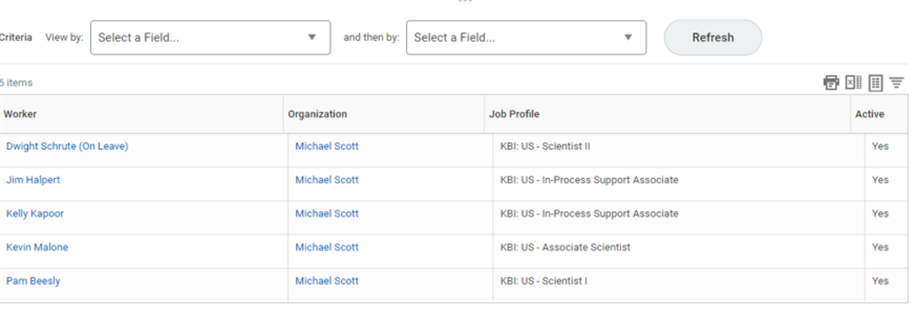 Criteria View by: Select a Field... and then by: Select a Field... Refresh
5 items
Worker Organization Job Profile Active
Dwight Schrute (On Leave) Michael Scott KBI: US - Scientist II Yes
Jim Halpert Michael Scott KBI: US - In-Process Support Associate Yes
Kelly Kapoor Michael Scott KBI: US - In-Process Support Associate Yes
Kevin Malone Michael Scott KBI: US - Associate Scientist Yes
Pam Beesly Michael Scott KBI: US - Scientist I Yes